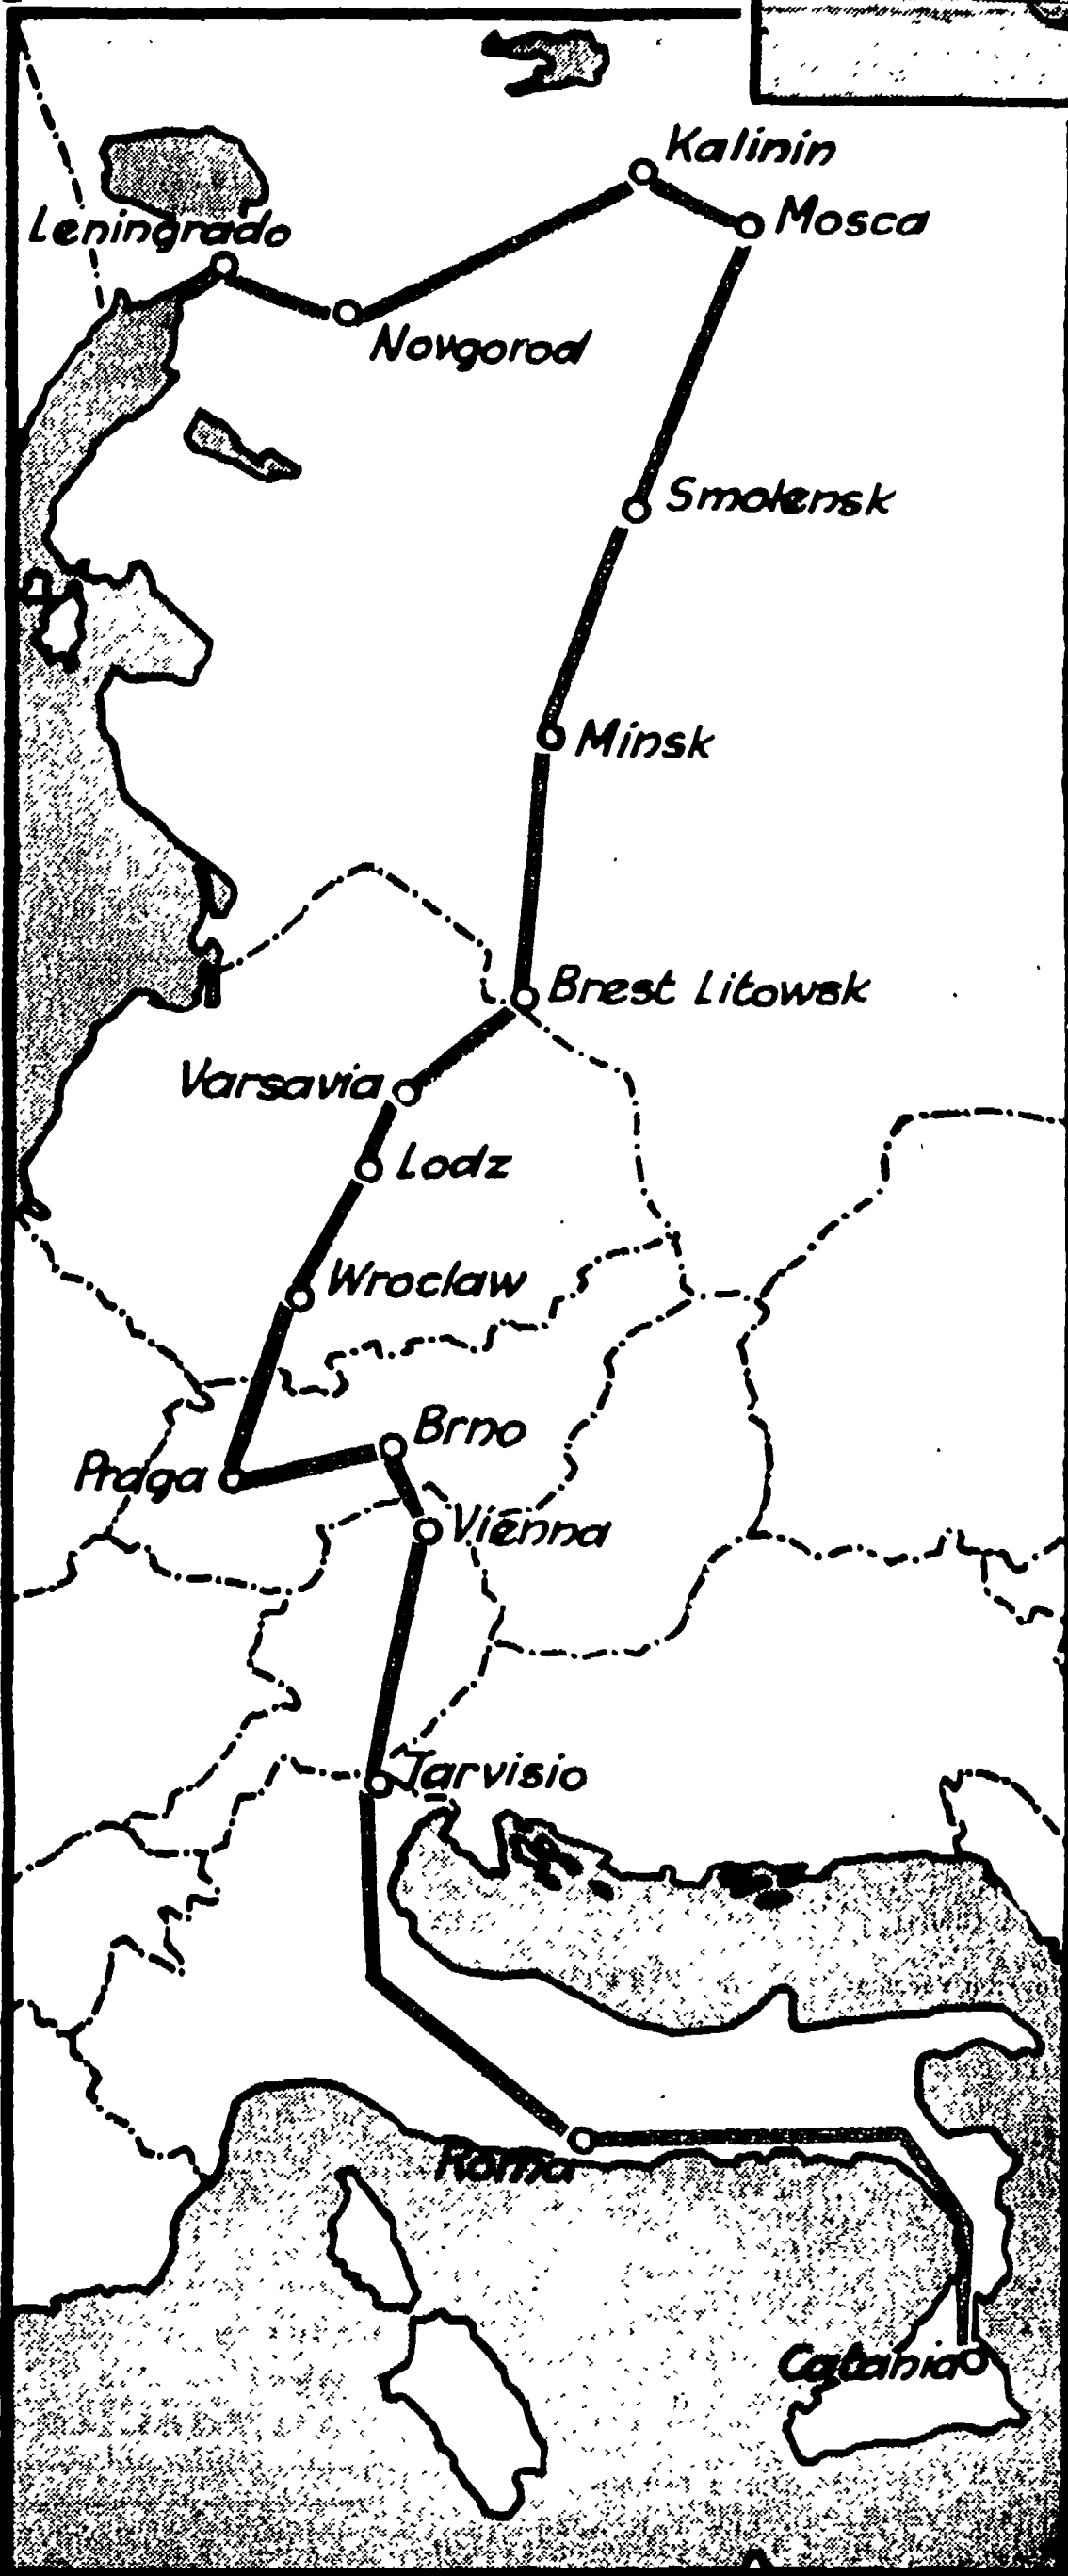 Kalinin
Mosca
Leningrado
Novgorod
Smolensk
Minsk
Brest Litowsk
Varsavia
Lodz
Wroclaw
Brno
Praga
Vienna
Tarvisio
Roma
Catania